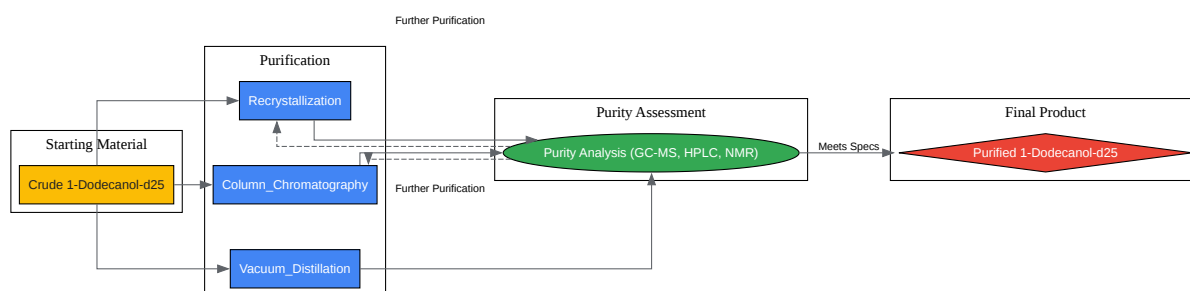 Further Purification
Purification
Recrystallization
Starting Material
Crude 1-Dodecanol-d25
Column_Chromatography
Further Purification
Vacuum_Distillation
Purity Assessment
Purity Analysis (GC-MS, HPLC, NMR)
Meets Specs
Final Product
Purified 1-Dodecanol-d25